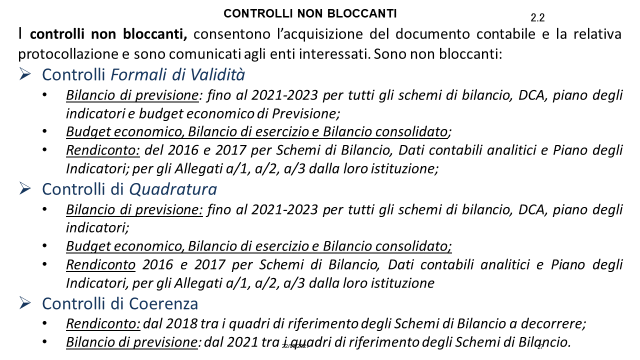 CONTROLLI NON BLOCCANTI
2.2
I controlli non bloccanti, consentono l'acquisizione del documento contabile e la relativa
protocollazione e sono comunicati agli enti interessati. Sono non bloccanti:
➢ Controlli Formali di Validità
• Bilancio di previsione: fino al 2021-2023 per tutti gli schemi di bilancio, DCA, piano degli
indicatori e budget economico di Previsione;
• Budget economico, Bilancio di esercizio e Bilancio consolidato;
• Rendiconto: del 2016 e 2017 per Schemi di Bilancio, Dati contabili analitici e Piano degli
Indicatori; per gli Allegati a/1, a/2, a/3 dalla loro istituzione;
➢ Controlli di Quadratura
• Bilancio di previsione: fino al 2021-2023 per tutti gli schemi di bilancio, DCA, piano degli
indicatori;
• Budget economico, Bilancio di esercizio e Bilancio consolidato;
• Rendiconto 2016 e 2017 per Schemi di Bilancio, Dati contabili analitici e Piano degli
Indicatori, per gli Allegati a/1, a/2, a/3 dalla loro istituzione
➢ Controlli di Coerenza
• Rendiconto: dal 2018 tra i quadri di riferimento degli Schemi di Bilancio a decorrere;
• Bilancio di previsione: dal 2021 tra i quadri di riferimento degli Schemi di Bilancio.